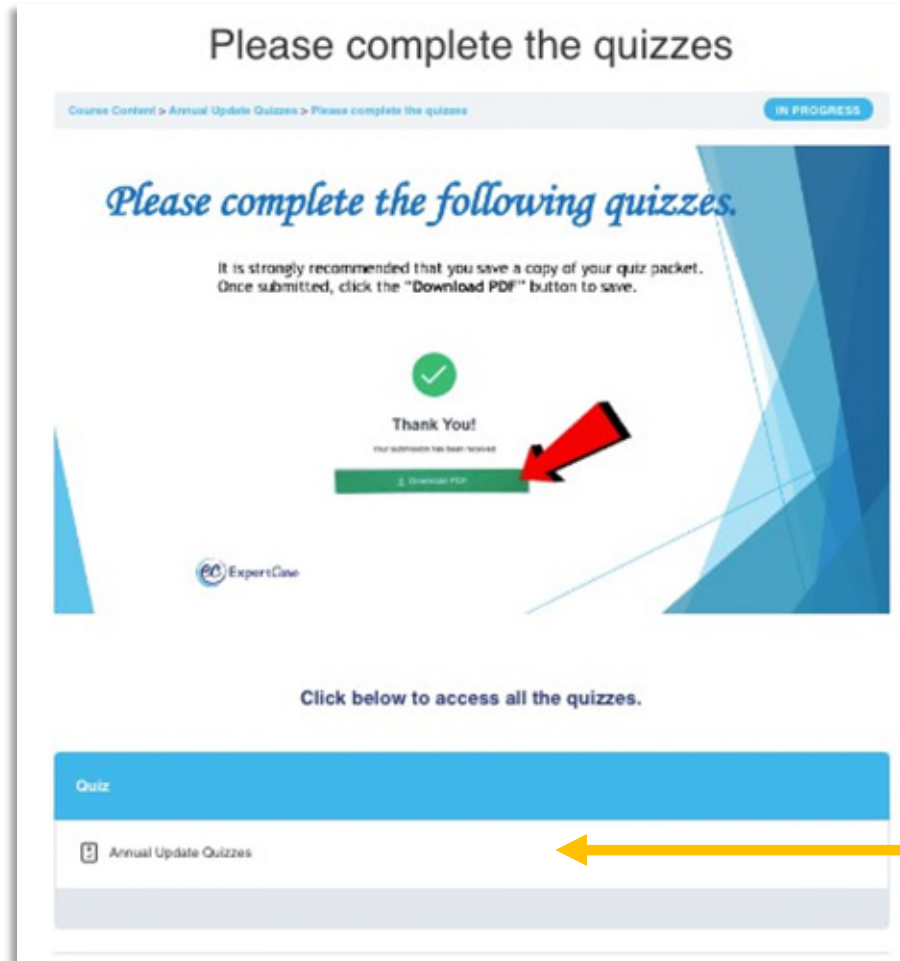 Please complete the quizzes
Course Content > Annual Update Quizzes > Please complete the quizzes
IN PROGRESS
Please complete the following quizzes.
It is strongly recommended that you save a copy of your quiz packet.
Once submitted, click the "Download PDF" button to save.
Thank You!
Your submission has been received
Download PDF
ec ExpertCare
Click below to access all the quizzes.
Quiz
Annual Update Quizzes